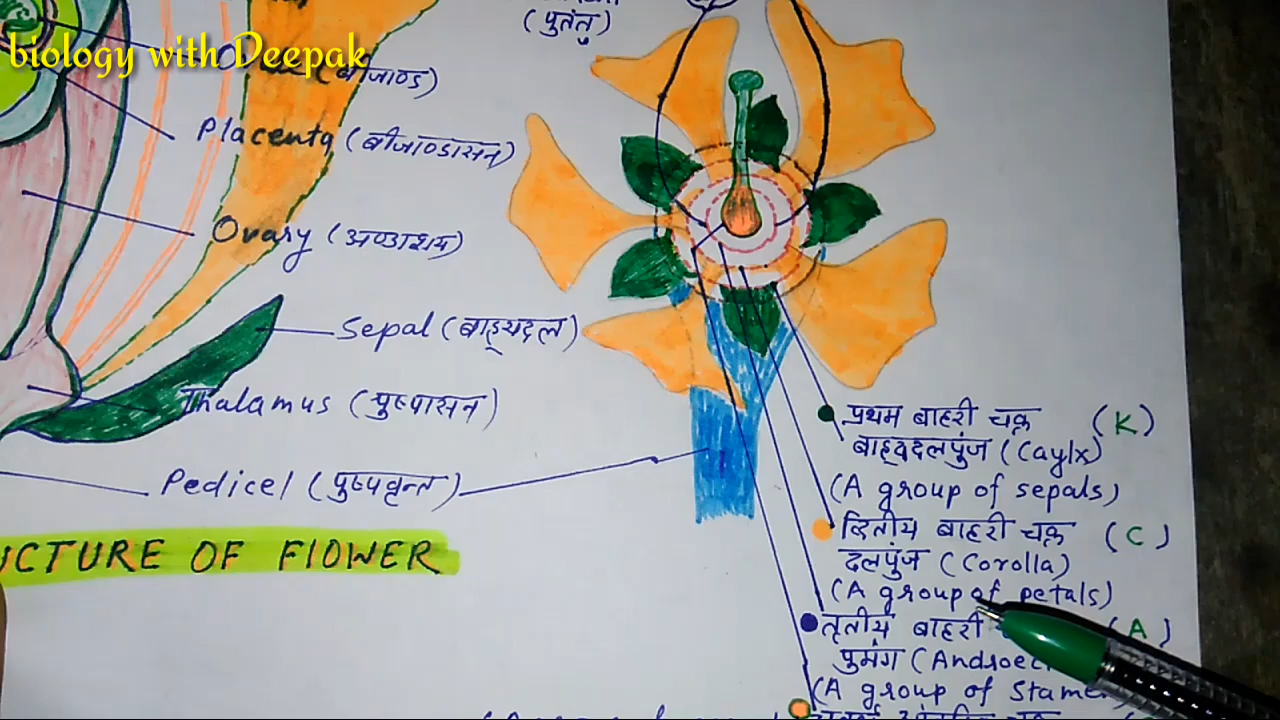 (पुतंतु)
biology with Deepak
(बीजाण्ड)
Placenta (बीजाण्डासन)
Ovary (अण्डाशय)
Sepal (बाह्यदल)
Thalamus (पुष्पासन)
Pedicel (पुष्पवृन्त)
UCTURE OF FlOWER
प्रथम बाहरी चक्र (K)
बाह्यदलपुंज (Caylx)
(A group of sepals)
द्वितीय बाहरी चक्र (C)
दलपुंज (Corolla)
(A group of petals)
तृतीय बाहरी (A)
पुमंग (Androec
(A group of Stame